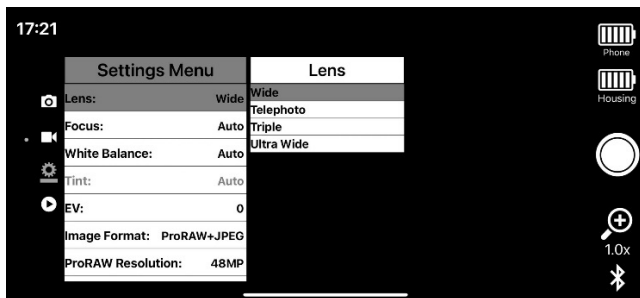 17:21
Settings Menu
Lens: Wide
Focus: Auto
White Balance: Auto
Tint: Auto
EV: 0
Image Format: ProRAW+JPEG
ProRAW Resolution: 48MP
Lens
Wide
Telephoto
Triple
Ultra Wide
Phone
Housing
1.0x